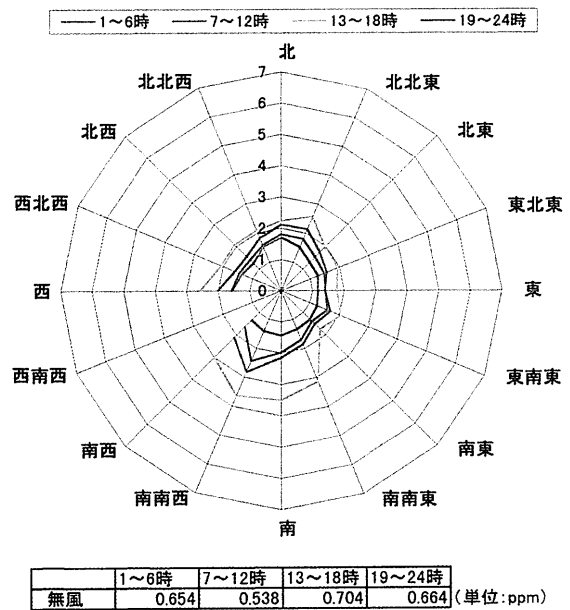 1～6時 7～12時 13～18時 19～24時
北
北北西 北北東
7
6
北西 北東
5
4
西北西 東北東
3
2
1
西 0 東
西南西 東南東
南西 南東
南南西 南南東
南
1～6時 7～12時 13～18時 19～24時
無風 0.654 0.538 0.704 0.664 (単位:ppm)